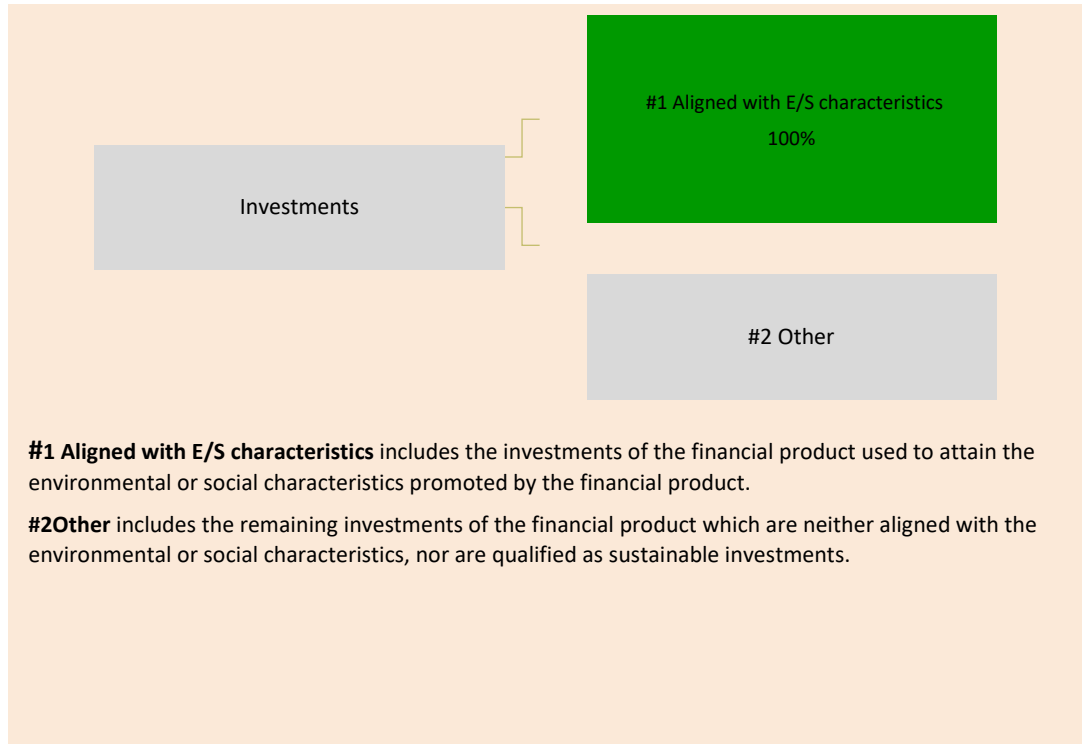 #1 Aligned with E/S characteristics
100%
Investments
#2 Other
#1 Aligned with E/S characteristics includes the investments of the financial product used to attain the
environmental or social characteristics promoted by the financial product.
#2Other includes the remaining investments of the financial product which are neither aligned with the
environmental or social characteristics, nor are qualified as sustainable investments.